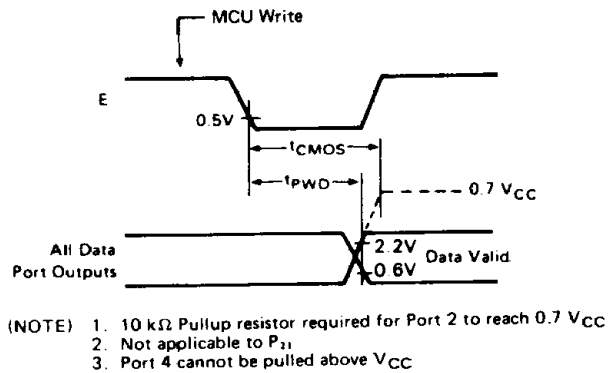 MCU Write
E
0.5V
tCMOS
tPWD
0.7 VCC
All Data
Port Outputs
2.2V
Data Valid
0.6V
(NOTE) 1. 10 kΩ Pullup resistor required for Port 2 to reach 0.7 VCC
2. Not applicable to P21
3. Port 4 cannot be pulled above VCC